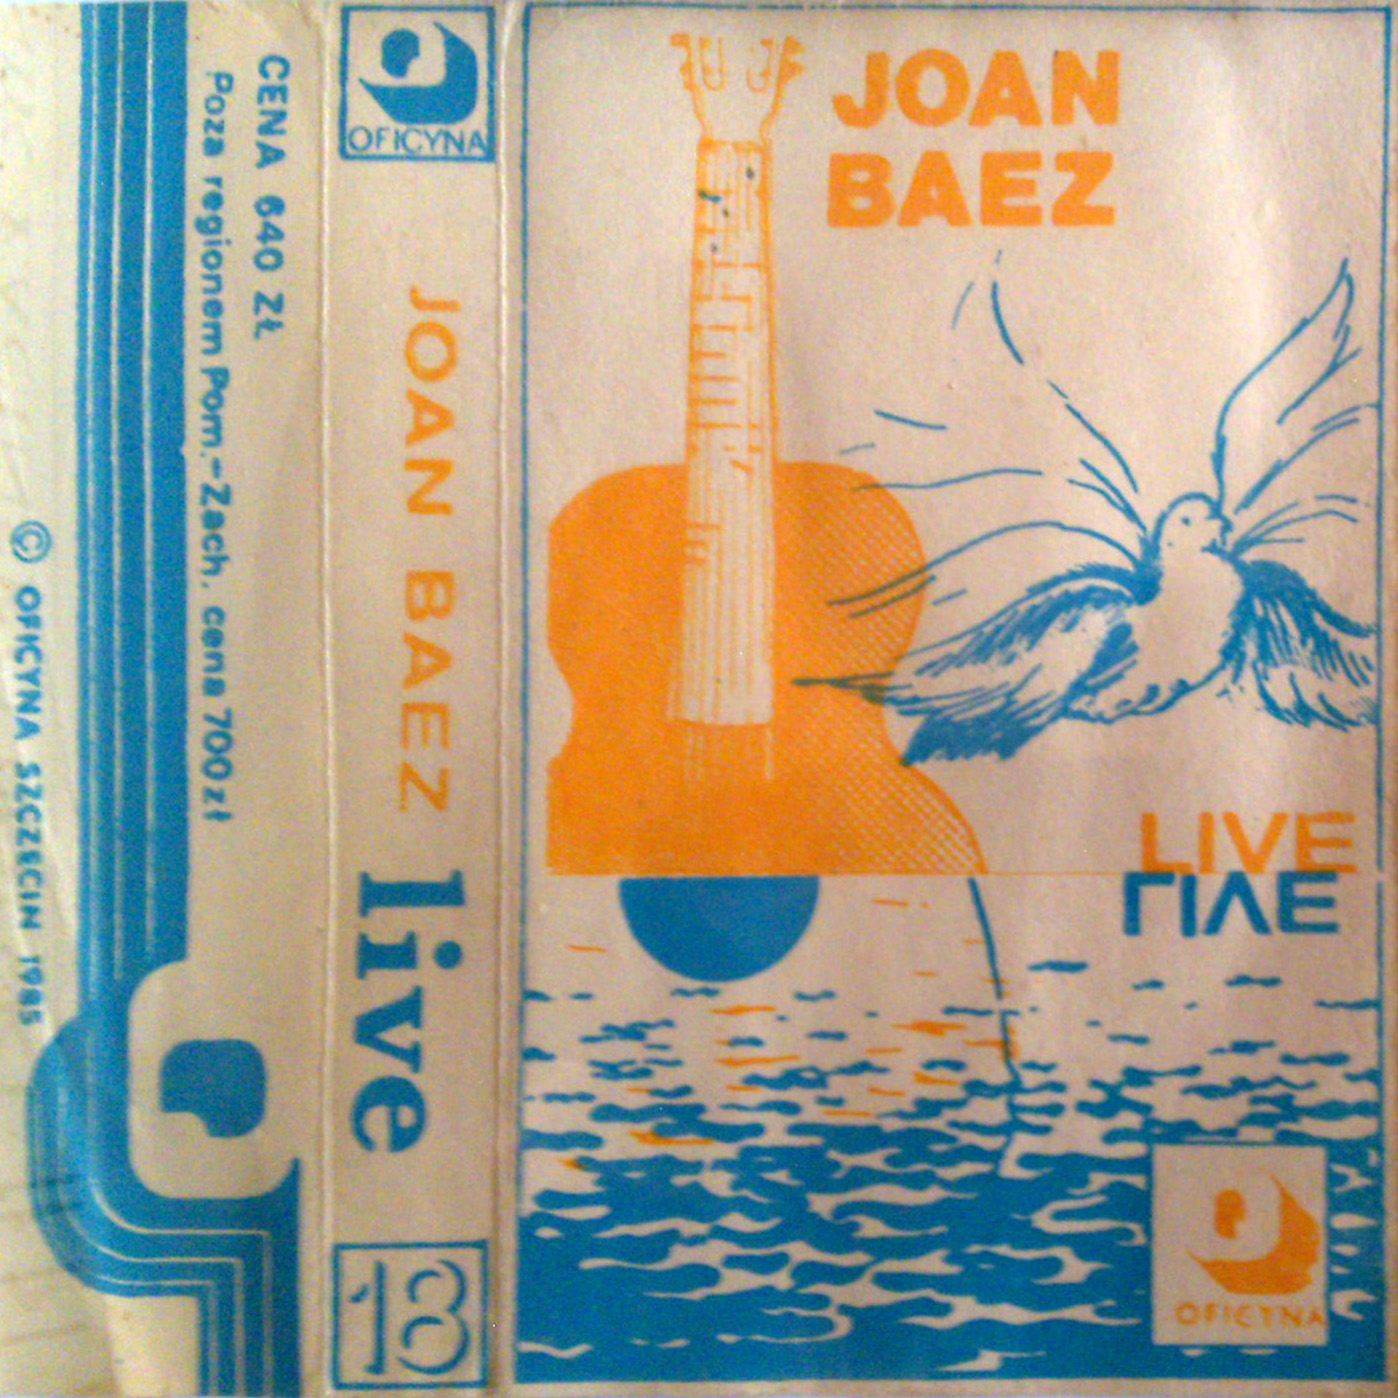 JOAN
BAEZ
LIVE
LIVE
OFICYNA
OFICYNA
JOAN BAEZ live
13
CENA 640 ZŁ
Poza regionem Pom.-Zach. cena 700 zł
© OFICYNA SZCZECIN 1985